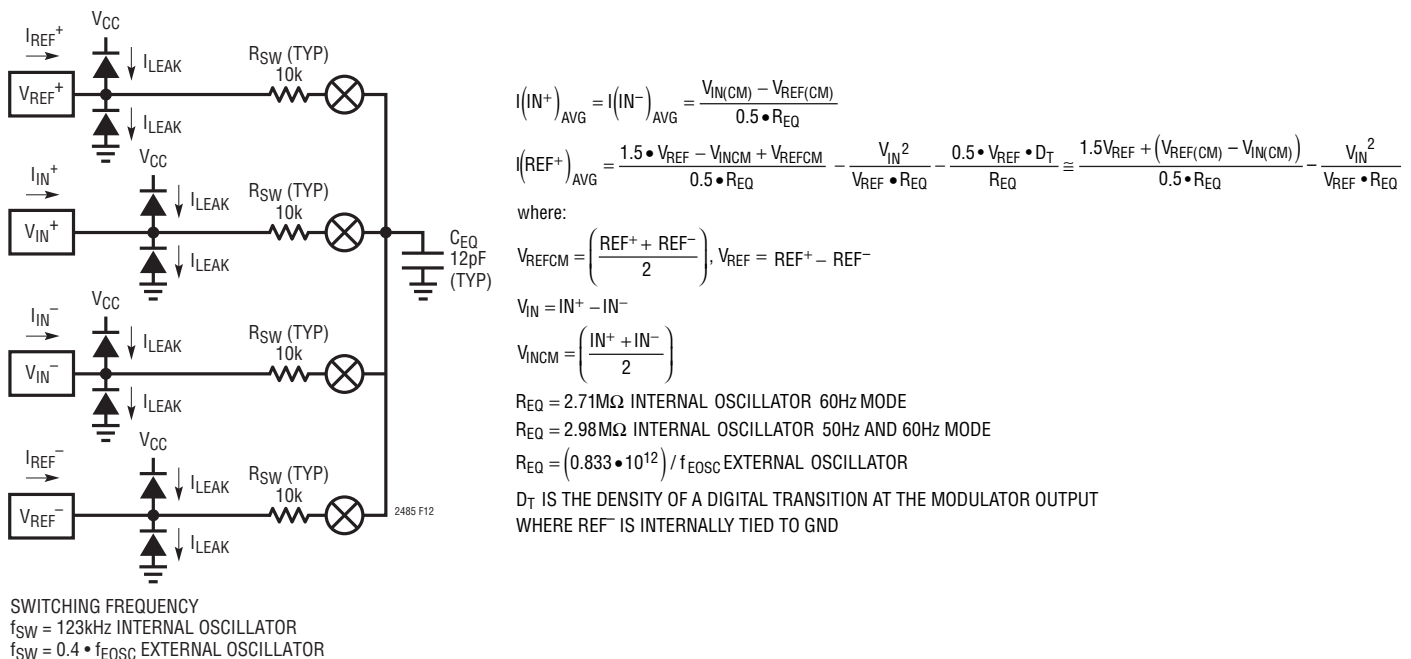 V_CC
I_REF⁺
I_LEAK
R_SW (TYP)
10k
V_REF⁺
I_LEAK
V_CC
I_IN⁺
I_LEAK
R_SW (TYP)
10k
V_IN⁺
I_LEAK
C_EQ
12pF
(TYP)
V_CC
I_IN⁻
I_LEAK
R_SW (TYP)
10k
V_IN⁻
I_LEAK
V_CC
I_REF⁻
I_LEAK
R_SW (TYP)
10k
V_REF⁻
I_LEAK
2485 F12
SWITCHING FREQUENCY
f_SW = 123kHz INTERNAL OSCILLATOR
f_SW = 0.4 • f_EOSC EXTERNAL OSCILLATOR
I(IN⁺)_AVG = I(IN⁻)_AVG = (V_IN(CM) − V_REF(CM)) / (0.5 • R_EQ)
I(REF⁺)_AVG = (1.5 • V_REF − V_INCM + V_REFCM) / (0.5 • R_EQ) − V_IN² / (V_REF • R_EQ) − (0.5 • V_REF • D_T) / R_EQ ≅ (1.5V_REF + (V_REF(CM) − V_IN(CM))) / (0.5 • R_EQ) − V_IN² / (V_REF • R_EQ)
where:
V_REFCM = ((REF⁺ + REF⁻) / 2), V_REF = REF⁺ − REF⁻
V_IN = IN⁺ − IN⁻
V_INCM = ((IN⁺ + IN⁻) / 2)
R_EQ = 2.71MΩ INTERNAL OSCILLATOR 60Hz MODE
R_EQ = 2.98MΩ INTERNAL OSCILLATOR 50Hz AND 60Hz MODE
R_EQ = (0.833 • 10¹²) / f_EOSC EXTERNAL OSCILLATOR
D_T IS THE DENSITY OF A DIGITAL TRANSITION AT THE MODULATOR OUTPUT
WHERE REF⁻ IS INTERNALLY TIED TO GND